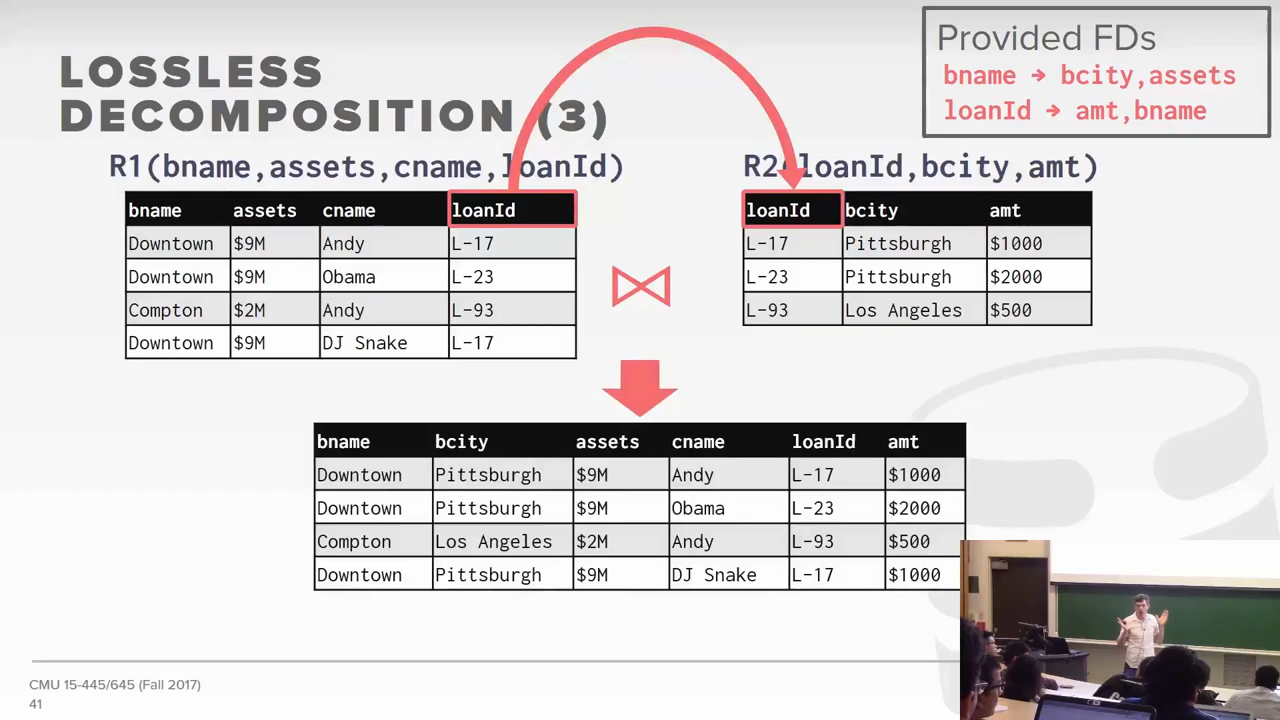 LOSSLESS
DECOMPOSITION (3)
Provided FDs
bname → bcity,assets
loanId → amt,bname
R1(bname,assets,cname,loanId)
bname assets cname loanId
Downtown $9M Andy L-17
Downtown $9M Obama L-23
Compton $2M Andy L-93
Downtown $9M DJ Snake L-17
R2(loanId,bcity,amt)
loanId bcity amt
L-17 Pittsburgh $1000
L-23 Pittsburgh $2000
L-93 Los Angeles $500
⋈
bname bcity assets cname loanId amt
Downtown Pittsburgh $9M Andy L-17 $1000
Downtown Pittsburgh $9M Obama L-23 $2000
Compton Los Angeles $2M Andy L-93 $500
Downtown Pittsburgh $9M DJ Snake L-17 $1000
CMU 15-445/645 (Fall 2017)
41